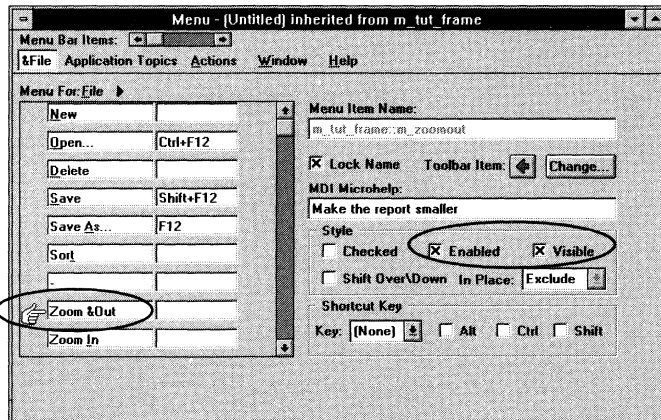 Menu - (Untitled) inherited from m_tut_frame
Menu Bar Items:
&File Application Topics Actions Window Help
Menu For: File
New
Open... Ctrl+F12
Delete
Save Shift+F12
Save As... F12
Sort
-
Zoom &Out
Zoom In
Menu Item Name:
m_tut_frame::m_zoomout
Lock Name Toolbar Item: Change...
MDI Microhelp:
Make the report smaller
Style
Checked Enabled Visible
Shift Over\Down In Place: Exclude
Shortcut Key
Key: (None) Alt Ctrl Shift